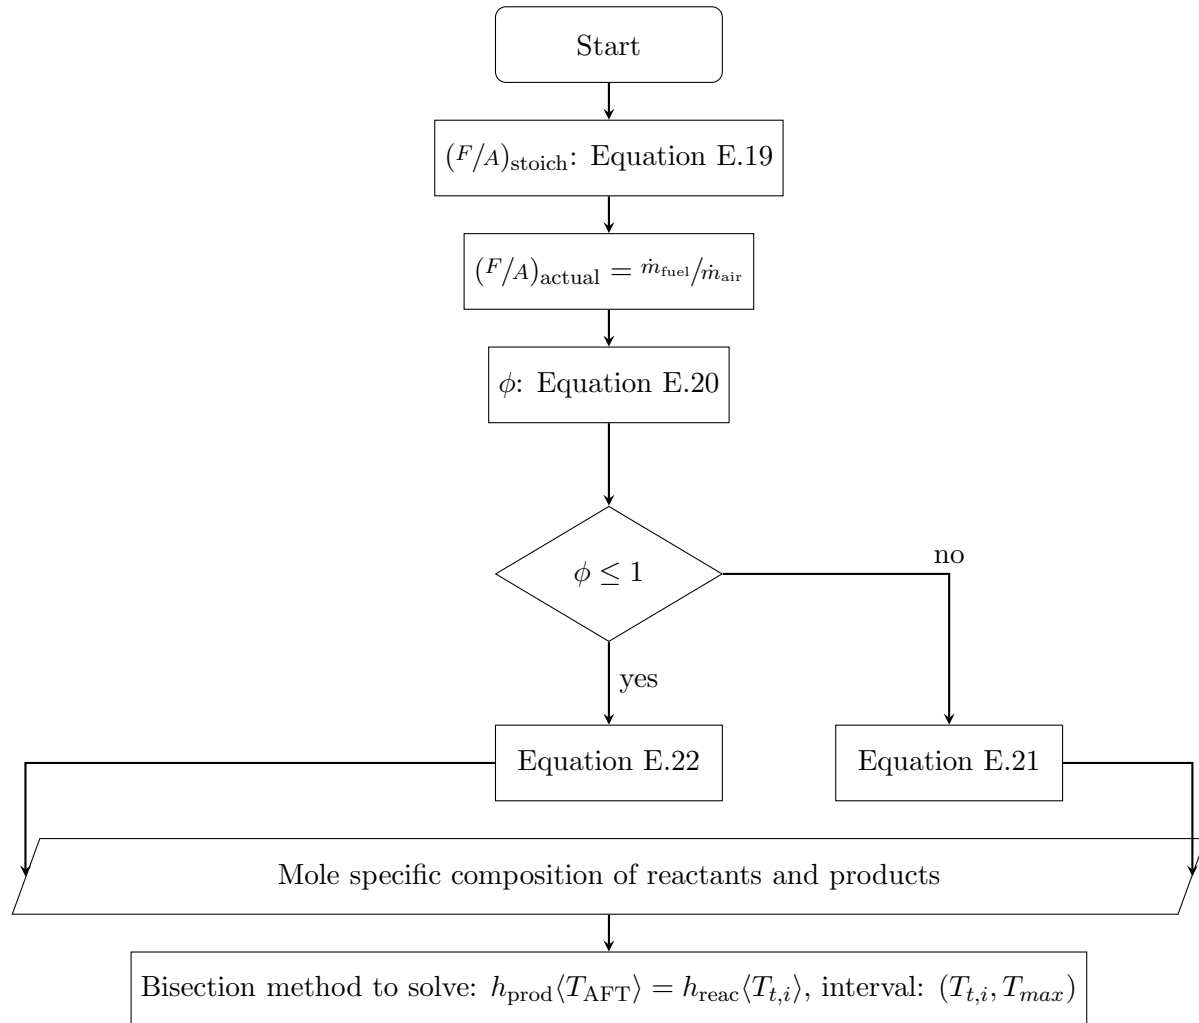 Start
(F/A)stoich: Equation E.19
(F/A)actual = ṁfuel/ṁair
ϕ: Equation E.20
ϕ ≤ 1
no
yes
Equation E.22
Equation E.21
Mole specific composition of reactants and products
Bisection method to solve: hprod⟨TAFT⟩ = hreac⟨Tt,i⟩, interval: (Tt,i, Tmax)